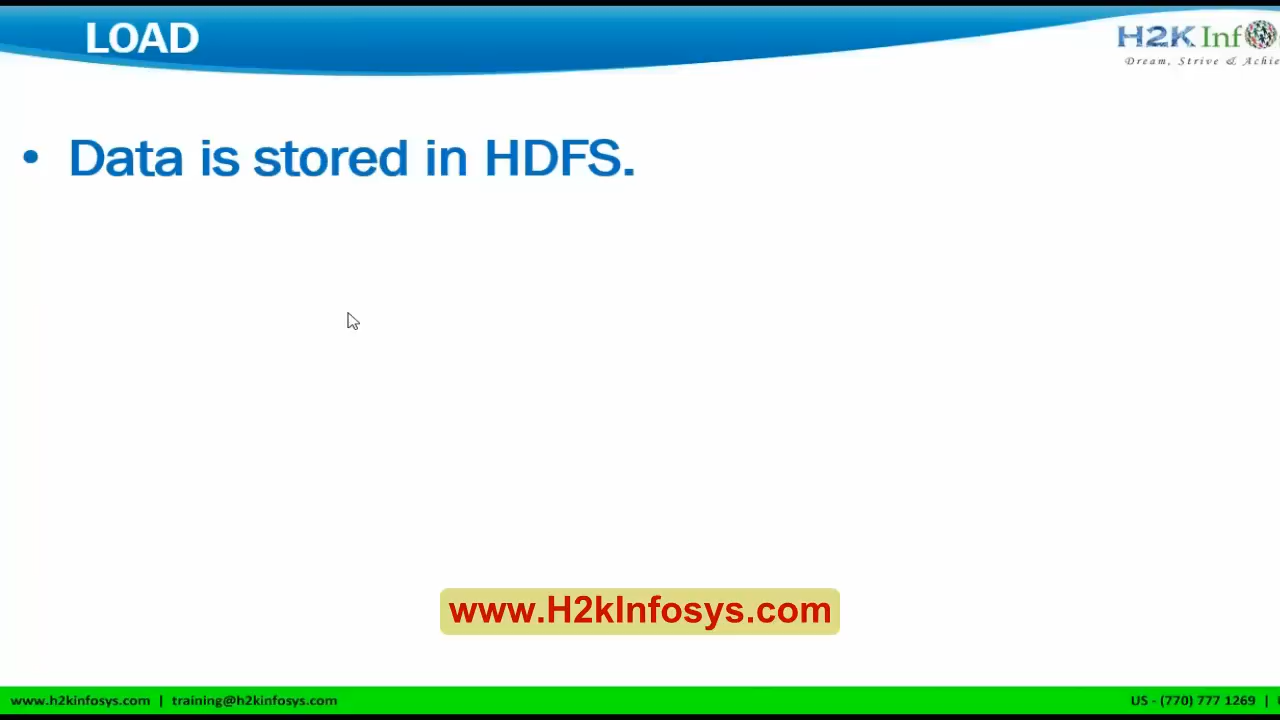 LOAD
H2K Inf
Dream, Strive &
• Data is stored in HDFS.
www.H2kInfosys.com
www.h2kinfosys.com | training@h2kinfosys.com
US - (770) 777 1269 |